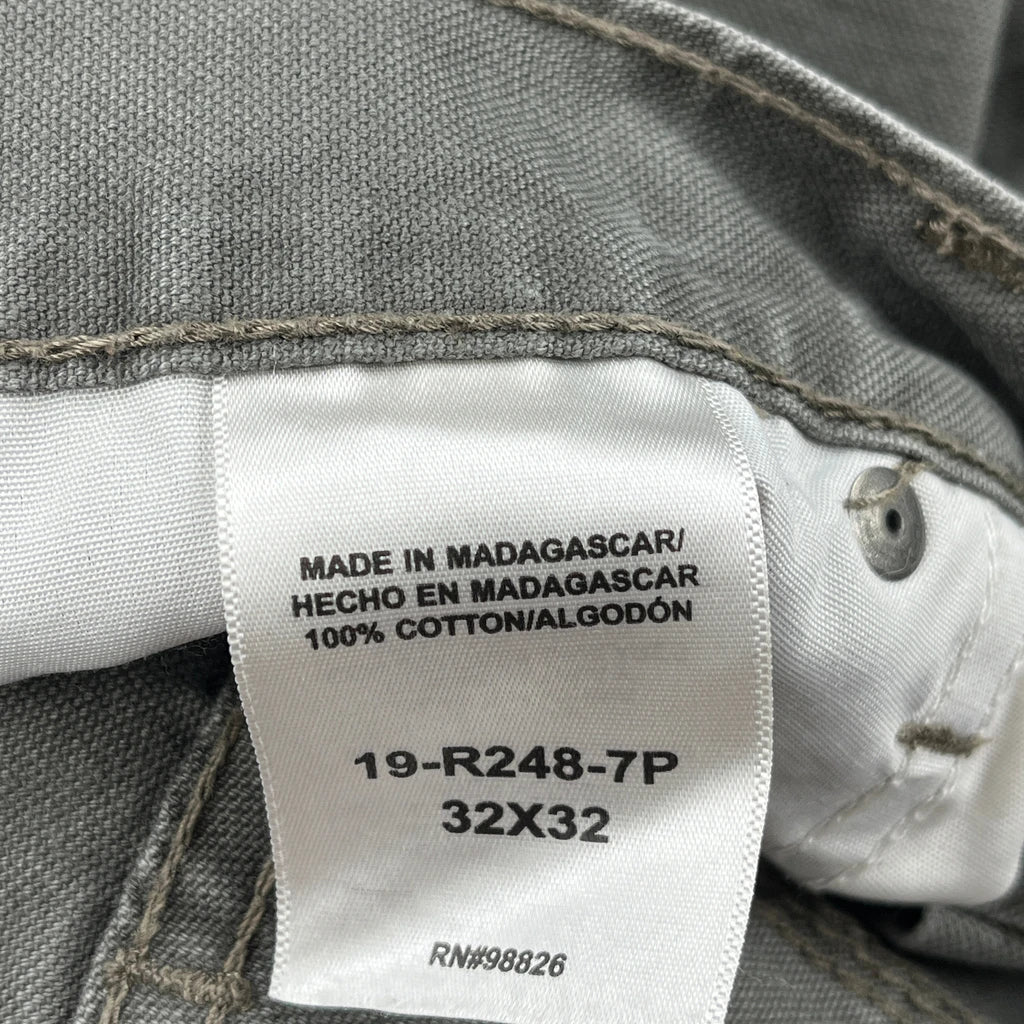 MADE IN MADAGASCAR/
HECHO EN MADAGASCAR
100% COTTON/ALGODÓN
19-R248-7P
32X32
RN#98826